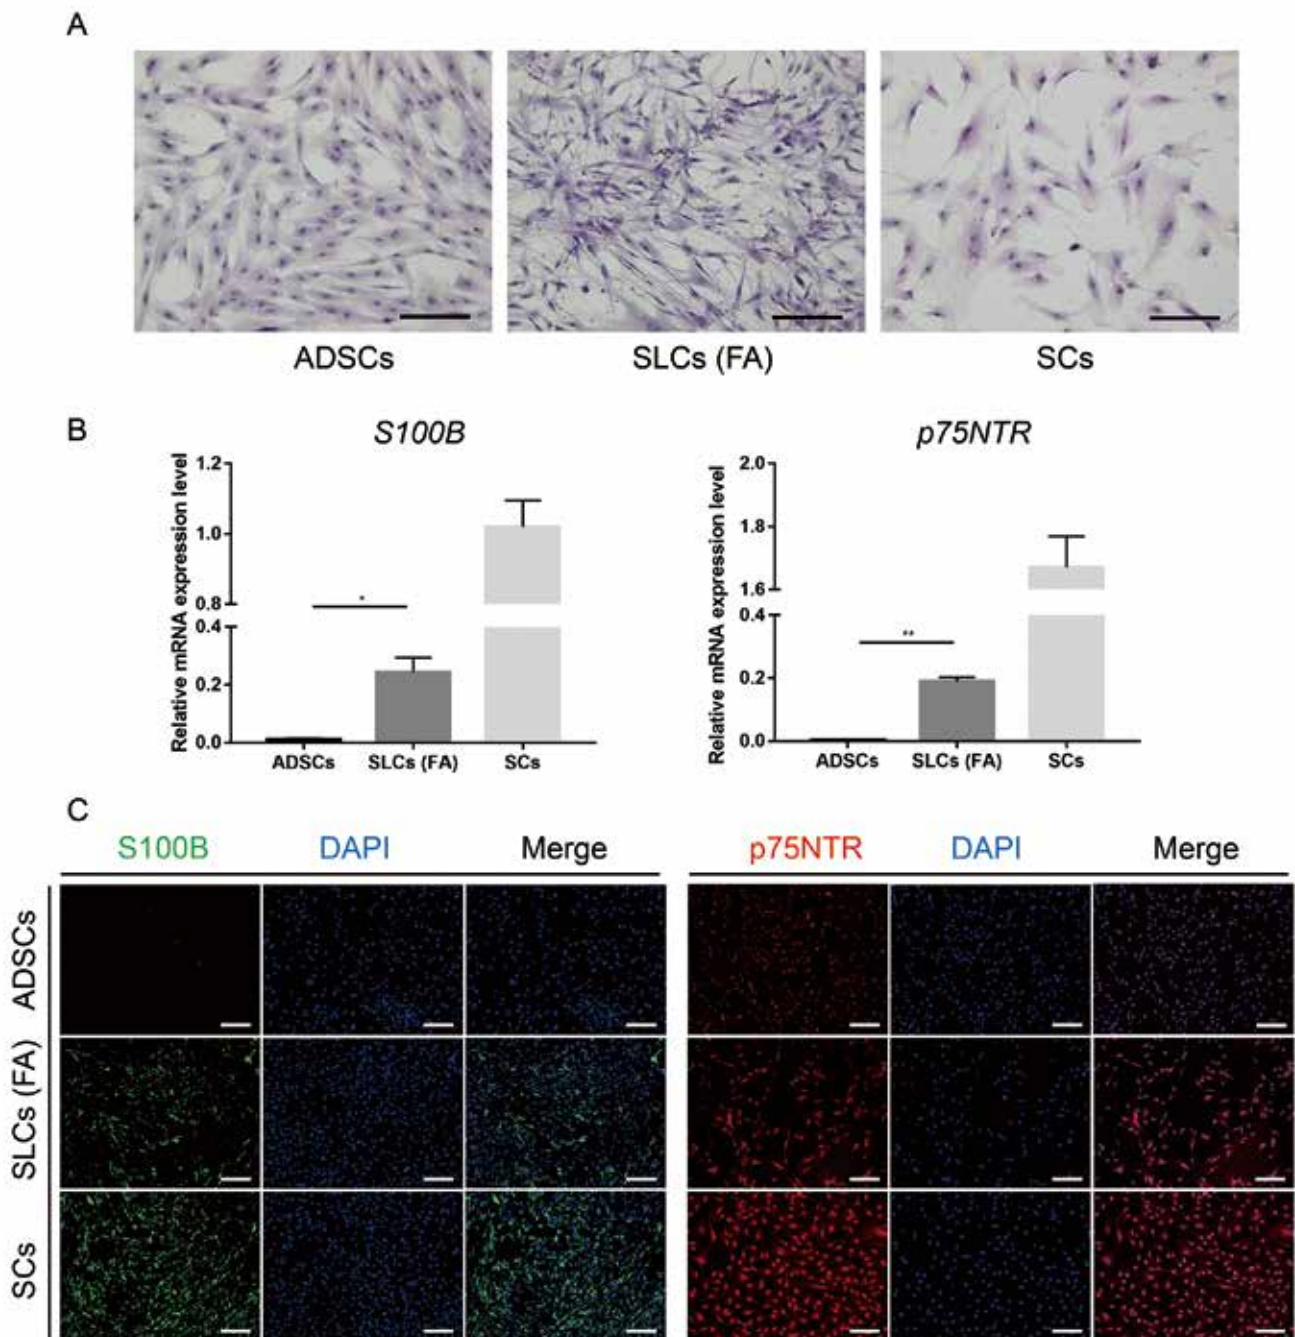 A
ADSCs
SLCs (FA)
SCs
B
S100B
Relative mRNA expression level
1.2
1.0
0.8
0.4
0.2
0.0
*
ADSCs
SLCs (FA)
SCs
p75NTR
Relative mRNA expression level
2.0
1.8
1.6
0.4
0.2
0.0
**
ADSCs
SLCs (FA)
SCs
C
S100B
DAPI
Merge
p75NTR
DAPI
Merge
ADSCs
SLCs (FA)
SCs